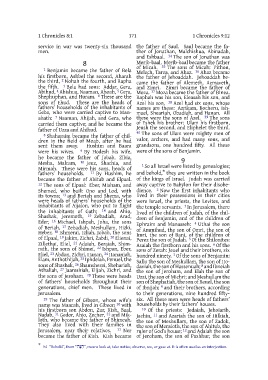 1 Chronicles 8:1 371 1 Chronicles 9:12
service in war was twenty-six thousand
men.
8
1 Benjamin became the father of Bela
his firstborn, Ashbel the second, Aharah
the third, 2 Nohah the fourth, and Rapha
the fifth. 3 Bela had sons: Addar, Gera,
Abihud, 4 Abishua, Naaman, Ahoah, 5 Gera,
Shephuphan, and Huram. 6 These are the
sons of Ehud. These are the heads of
fathers' households of the inhabitants of
Geba, who were carried captive to Man-
ahath: 7 Naaman, Ahijah, and Gera, who
carried them captive; and he became the
father of Uzza and Ahihud.
8 Shaharaim became the father of chil-
dren in the field of Moab, after he had
sent them away. Hushim and Baara
were his wives. 9 By Hodesh his wife,
he became the father of Jobab, Zibia,
Mesha, Malcam, 10 Jeuz, Shachia, and
Mirmah. These were his sons, heads of
fathers' households. 11 By Hushim, he
became the father of Abitub and Elpaal.
12 The sons of Elpaal: Eber, Misham, and
Shemed, who built Ono and Lod, with
its towns; 13 and Beriah and Shema, who
were heads of fathers' households of the
inhabitants of Aijalon, who put to flight
the inhabitants of Gath; 14 and Ahio,
Shashak, Jeremoth, 15 Zebadiah, Arad,
Eder, 16 Michael, Ishpah, Joha, the sons
of Beriah, 17 Zebadiah, Meshullam, Hizki,
Heber, 18 Ishmerai, Izliah, Jobab, the sons
of Elpaal, 19 Jakim, Zichri, Zabdi, 20 Elienai,
Zillethai, Eliel, 21 Adaiah, Beraiah, Shim-
rath, the sons of Shimei, 22 Ishpan, Eber,
Eliel, 23 Abdon, Zichri, Hanan, 24 Hananiah,
Elam, Anthothijah, 25 Iphdeiah, Penuel, the
sons of Shashak, 26 Shamsherai, Shehariah,
Athaliah, 27 Jaareshiah, Elijah, Zichri, and
the sons of Jeroham. 28 These were heads
of fathers' households throughout their
generations, chief men. These lived in
Jerusalem.
29 The father of Gibeon, whose wife's
name was Maacah, lived in Gibeon 30 with
his firstborn son Abdon, Zur, Kish, Baal,
Nadab, 31 Gedor, Ahio, Zecher, 32 and Mik-
loth, who became the father of Shimeah.
They also lived with their families in
Jerusalem, near their relatives. 33 Ner
became the father of Kish. Kish became
the father of Saul. Saul became the fa-
ther of Jonathan, Malchishua, Abinadab,
and Eshbaal. 34 The son of Jonathan was
Merib-baal. Merib-baal became the father
of Micah. 35 The sons of Micah: Pithon,
Melech, Tarea, and Ahaz. 36 Ahaz became
the father of Jehoaddah. Jehoaddah be-
came the father of Alemeth, Azmaveth,
and Zimri. Zimri became the father of
Moza. 37 Moza became the father of Binea.
Raphah was his son, Eleasah his son, and
Azel his son. 38 Azel had six sons, whose
names are these: Azrikam, Bocheru, Ish-
mael, Sheariah, Obadiah, and Hanan. All
these were the sons of Azel. 39 The sons
of Eshek his brother: Ulam his firstborn,
Jeush the second, and Eliphelet the third.
40 The sons of Ulam were mighty men of
valor, archers, and had many sons, and
grandsons, one hundred fifty. All these
were of the sons of Benjamin.
9
1 So all Israel were listed by genealogies;
and behold,* they are written in the book
of the kings of Israel. Judah was carried
away captive to Babylon for their disobe-
dience. 2 Now the first inhabitants who
lived in their possessions in their cities
were Israel, the priests, the Levites, and
the temple servants. 3 In Jerusalem, there
lived of the children of Judah, of the chil-
dren of Benjamin, and of the children of
Ephraim and Manasseh: 4 Uthai the son
of Ammihud, the son of Omri, the son of
Imri, the son of Bani, of the children of
Perez the son of Judah. 5 Of the Shilonites:
Asaiah the firstborn and his sons. 6 Of the
sons of Zerah: Jeuel and their brothers, six
hundred ninety. 7 Of the sons of Benjamin:
Sallu the son of Meshullam, the son of Ho-
daviah, the son of Hassenuah; 8 and Ibneiah
the son of Jeroham, and Elah the son of
Uzzi, the son of Michri; and Meshullam the
son of Shephatiah, the son of Reuel, the son
of Ibnijah; 9 and their brothers, according
to their generations, nine hundred fifty-
six. All these men were heads of fathers'
households by their fathers' houses.
10 Of the priests: Jedaiah, Jehoiarib,
Jachin, 11 and Azariah the son of Hilkiah,
the son of Meshullam, the son of Zadok,
the son of Meraioth, the son of Ahitub, the
ruler of God's house; 12 and Adaiah the son
of Jeroham, the son of Pashhur, the son